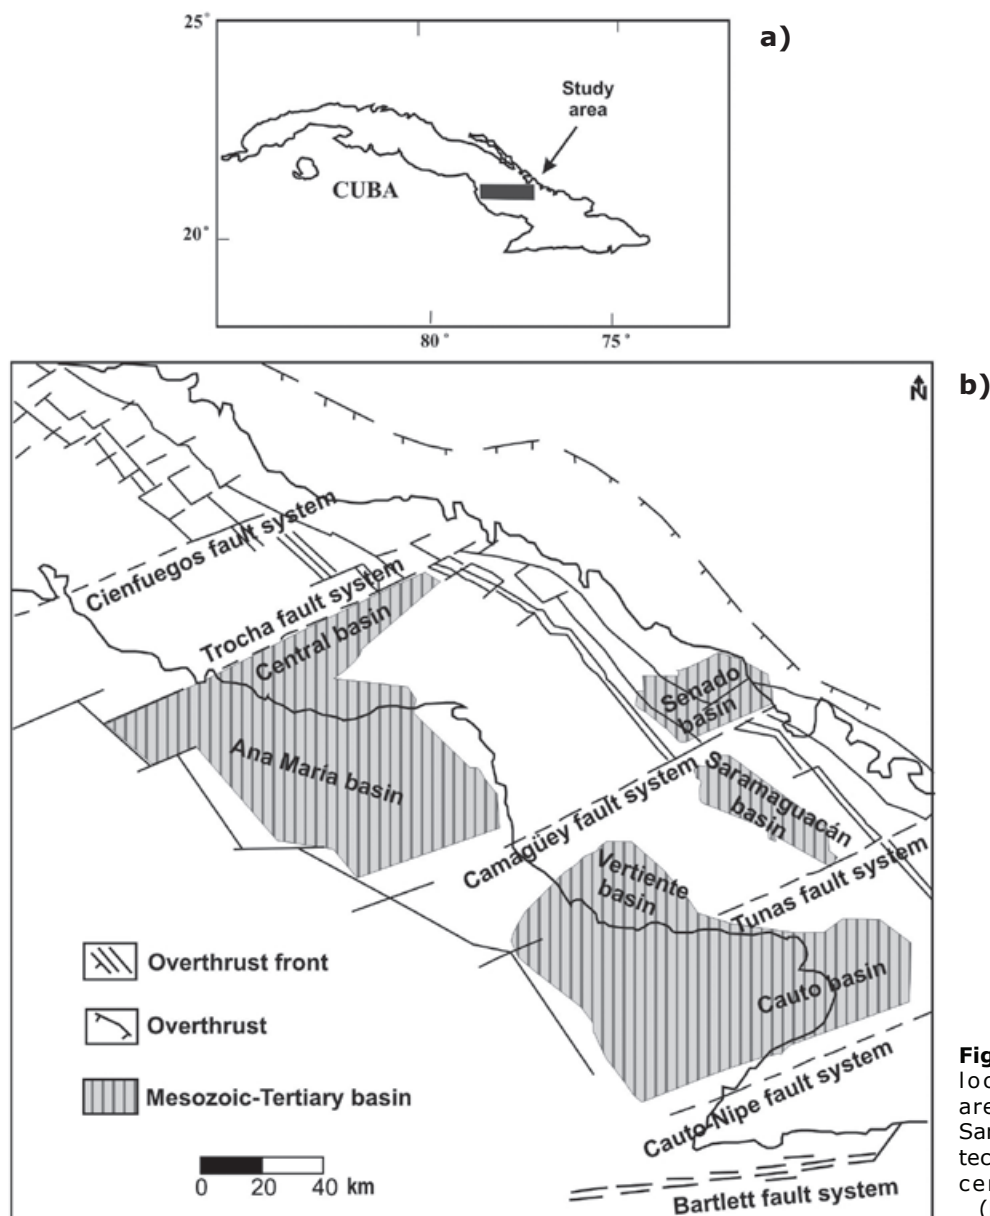 a)
25°
Study
area
CUBA
20°
80°
75°
b)
N
Cienfuegos fault system
Trocha fault system
Central basin
Senado
basin
Ana María basin
Saramaguacán
basin
Camagüey fault system
Vertiente
basin
Tunas fault system
Overthrust front
Cauto basin
Overthrust
Mesozoic-Tertiary basin
Cauto-Nipe fault system
0 20 40 km
Bartlett fault system
Fig
loc
are
San
tec
cer
(